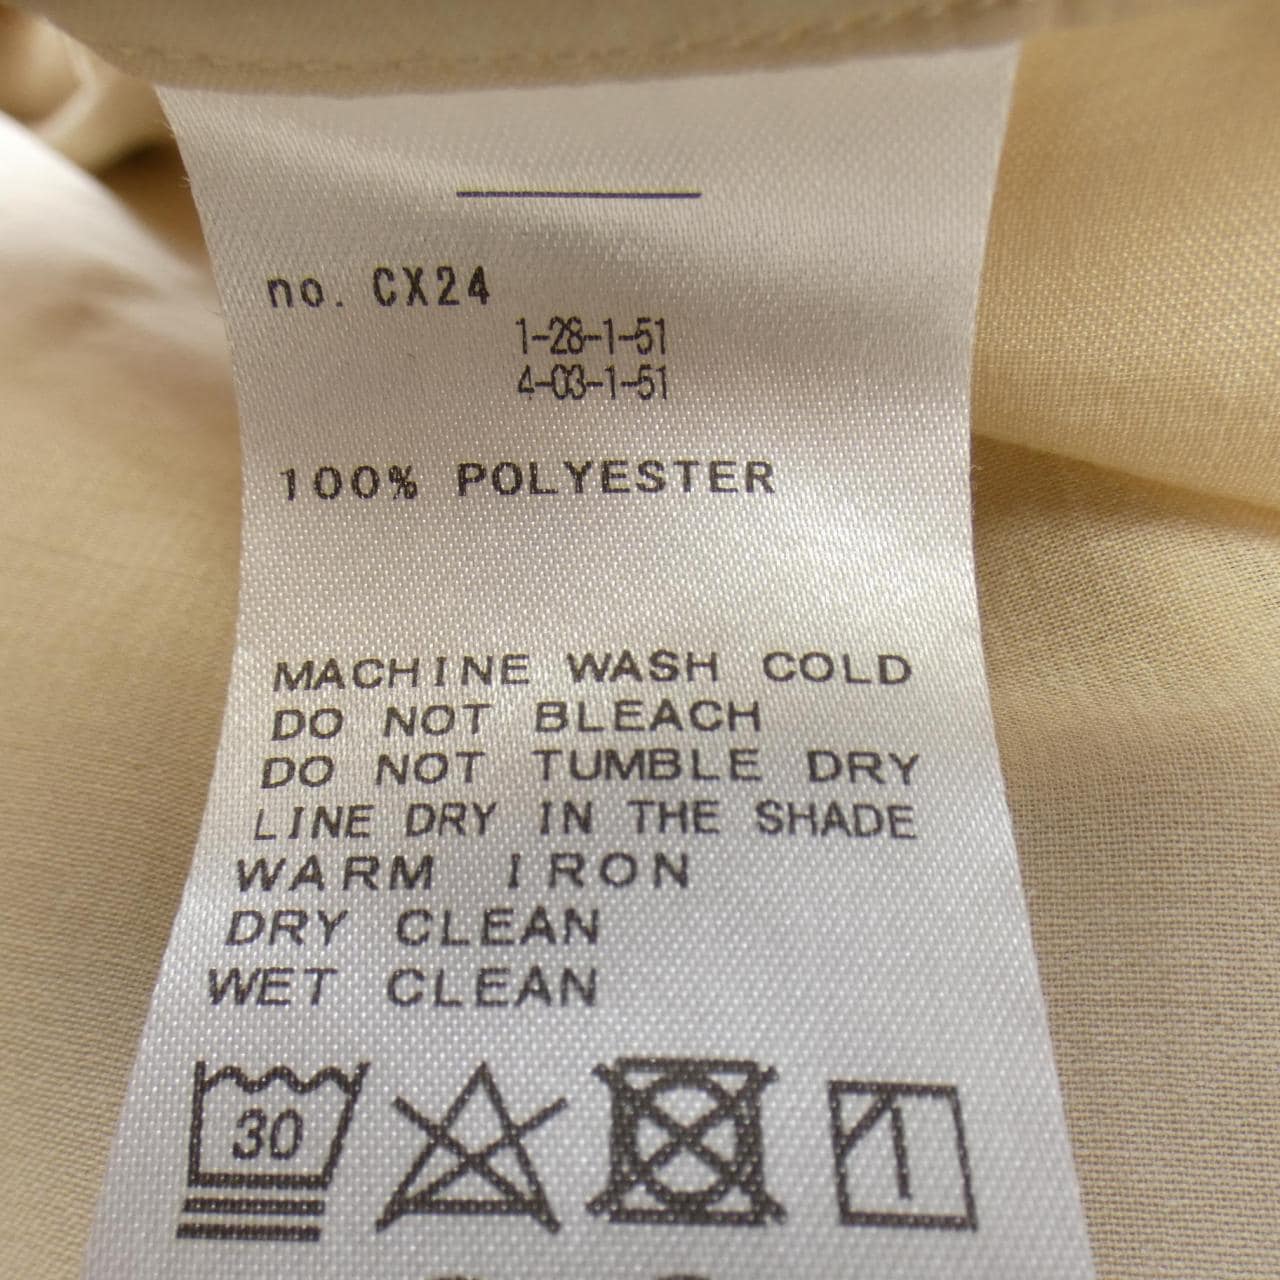 no. CX24
1-28-1-51
4-03-1-51
100% POLYESTER
MACHINE WASH COLD
DO NOT BLEACH
DO NOT TUMBLE DRY
LINE DRY IN THE SHADE
WARM IRON
DRY CLEAN
WET CLEAN
30